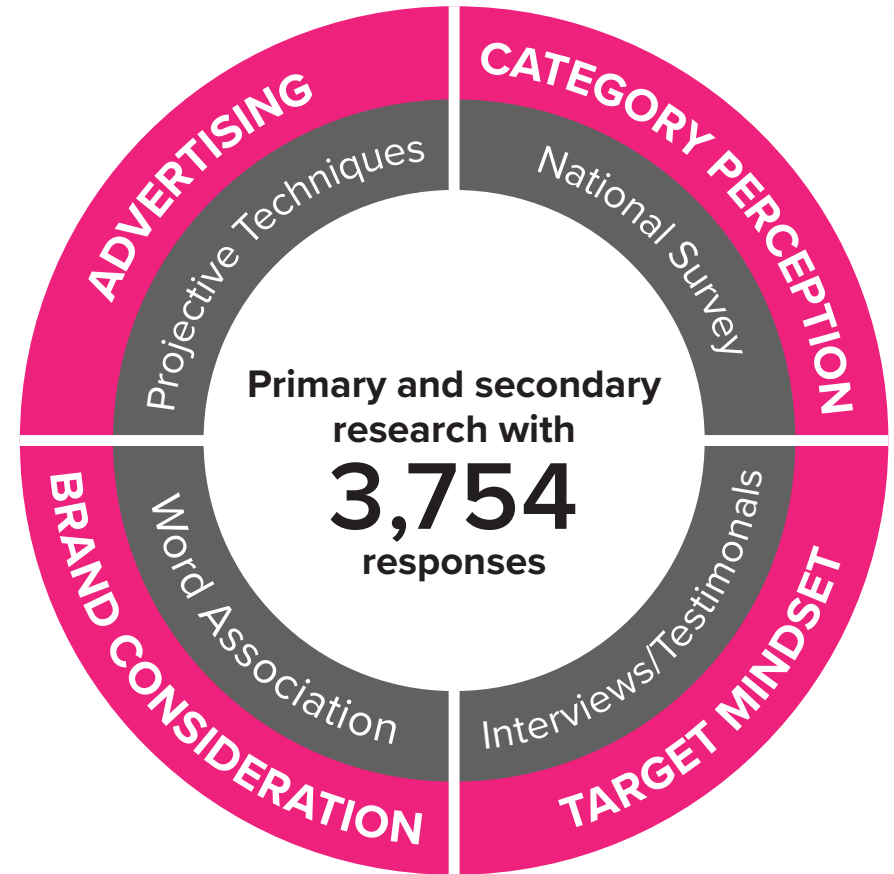 ADVERTISING
Projective Techniques
CATEGORY PERCEPTION
National Survey
Primary and secondary
research with
3,754
responses
BRAND CONSIDERATION
Word Association
TARGET MINDSET
Interviews/Testimonals